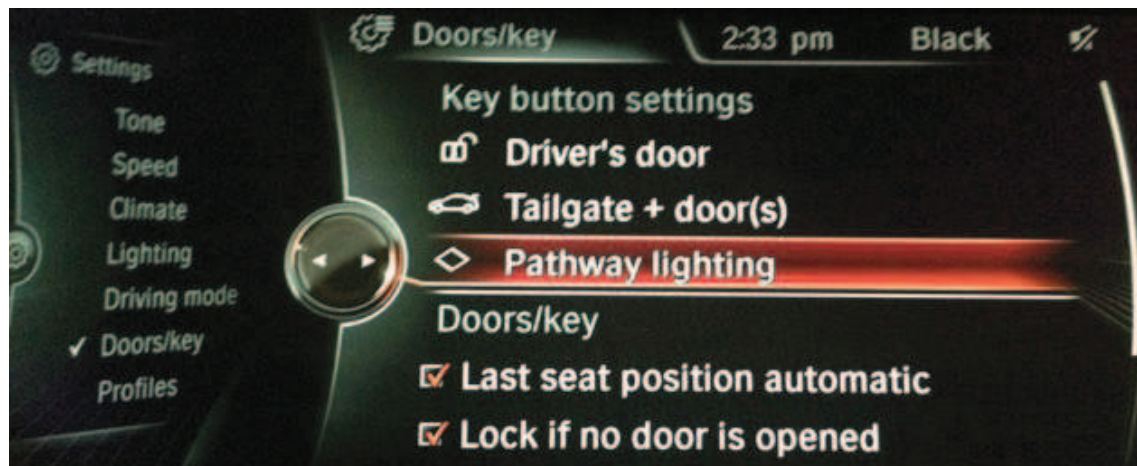 Settings
Tone
Speed
Climate
Lighting
Driving mode
✓ Doors/key
Profiles
Doors/key 2:33 pm Black
Key button settings
Driver's door
Tailgate + door(s)
Pathway lighting
Doors/key
Last seat position automatic
Lock if no door is opened